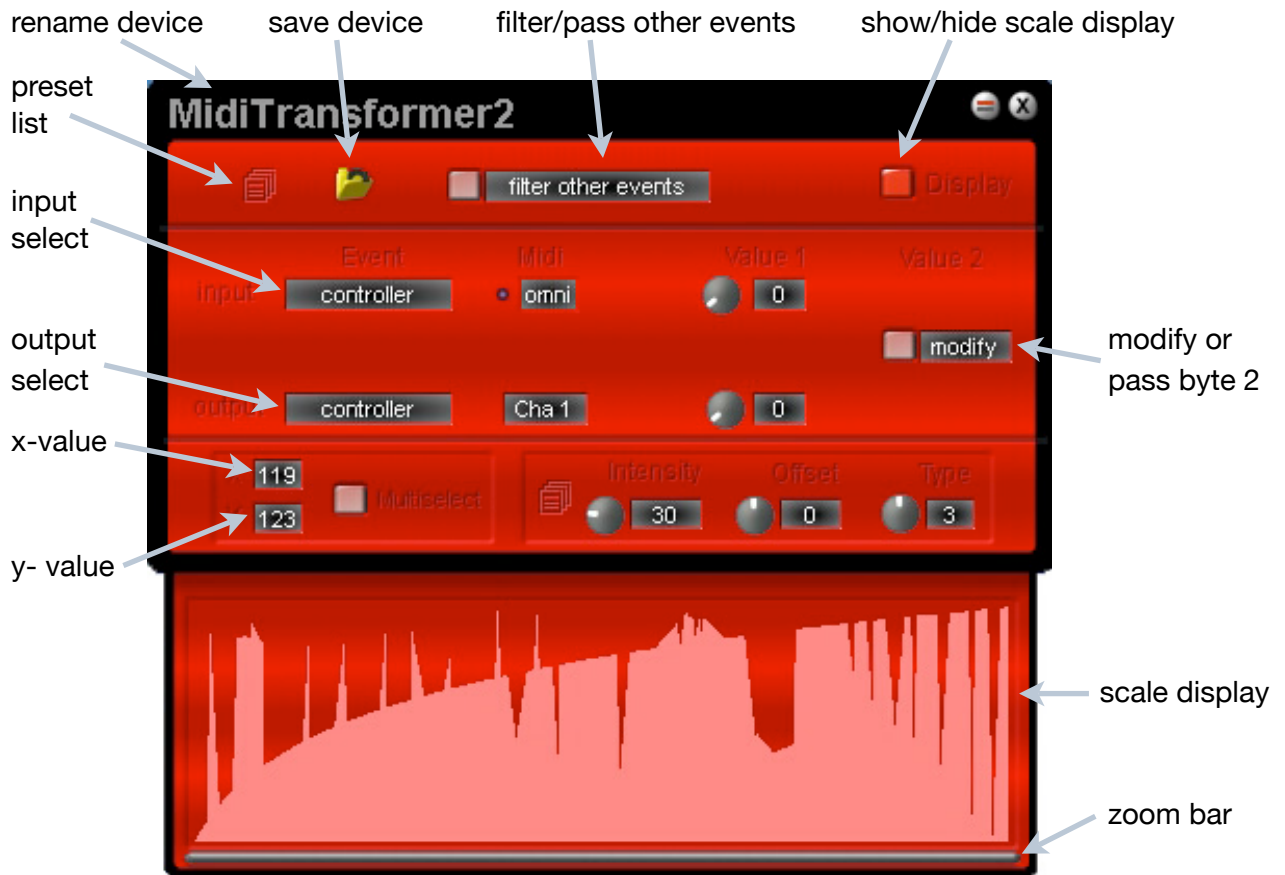 rename device
save device
filter/pass other events
show/hide scale display
preset
list
MidiTransformer2
filter other events
Display
input
select
Event
Midi
Value 1
Value 2
input
controller
omni
0
modify
modify or
pass byte 2
output
select
output
controller
Cha 1
0
x-value
119
Multiselect
Intensity
Offset
Type
123
30
0
3
y- value
scale display
zoom bar